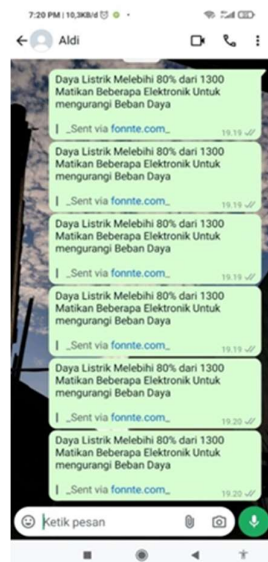 7:20 PM | 10,3KB/d
Aldi
Daya Listrik Melebihi 80% dari 1300
Matikan Beberapa Elektronik Untuk
mengurangi Beban Daya
_Sent via fonnte.com_
19.19
Daya Listrik Melebihi 80% dari 1300
Matikan Beberapa Elektronik Untuk
mengurangi Beban Daya
_Sent via fonnte.com_
19.19
Daya Listrik Melebihi 80% dari 1300
Matikan Beberapa Elektronik Untuk
mengurangi Beban Daya
_Sent via fonnte.com_
19.19
Daya Listrik Melebihi 80% dari 1300
Matikan Beberapa Elektronik Untuk
mengurangi Beban Daya
_Sent via fonnte.com_
19.19
Daya Listrik Melebihi 80% dari 1300
Matikan Beberapa Elektronik Untuk
mengurangi Beban Daya
_Sent via fonnte.com_
19.20
Daya Listrik Melebihi 80% dari 1300
Matikan Beberapa Elektronik Untuk
mengurangi Beban Daya
_Sent via fonnte.com_
19.20
Ketik pesan